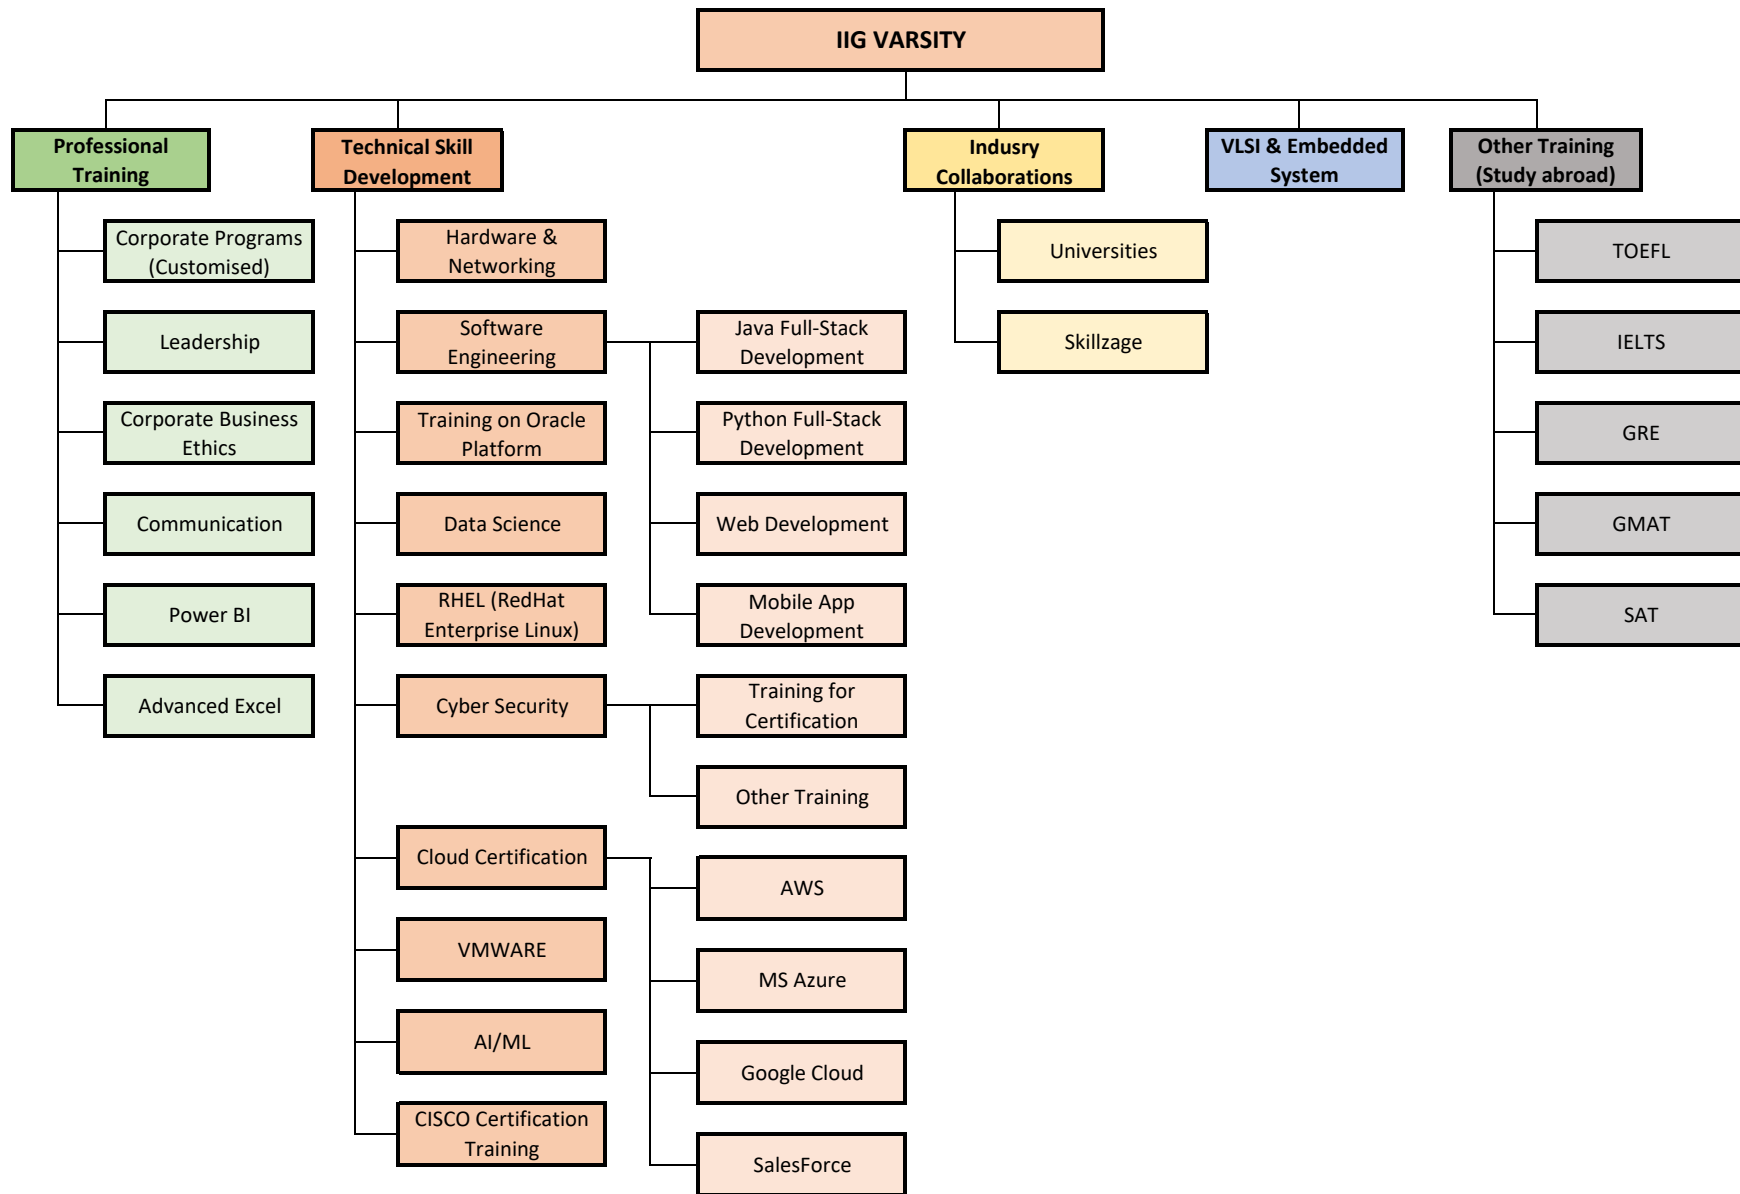 IIG VARSITY
Professional
Training
Technical Skill
Development
Indusry
Collaborations
VLSI & Embedded
System
Other Training
(Study abroad)
Corporate Programs
(Customised)
Leadership
Corporate Business
Ethics
Communication
Power BI
Advanced Excel
Hardware &
Networking
Software
Engineering
Training on Oracle
Platform
Data Science
RHEL (RedHat
Enterprise Linux)
Cyber Security
Cloud Certification
VMWARE
AI/ML
CISCO Certification
Training
Java Full-Stack
Development
Python Full-Stack
Development
Web Development
Mobile App
Development
Training for
Certification
Other Training
AWS
MS Azure
Google Cloud
SalesForce
Universities
Skillzage
TOEFL
IELTS
GRE
GMAT
SAT